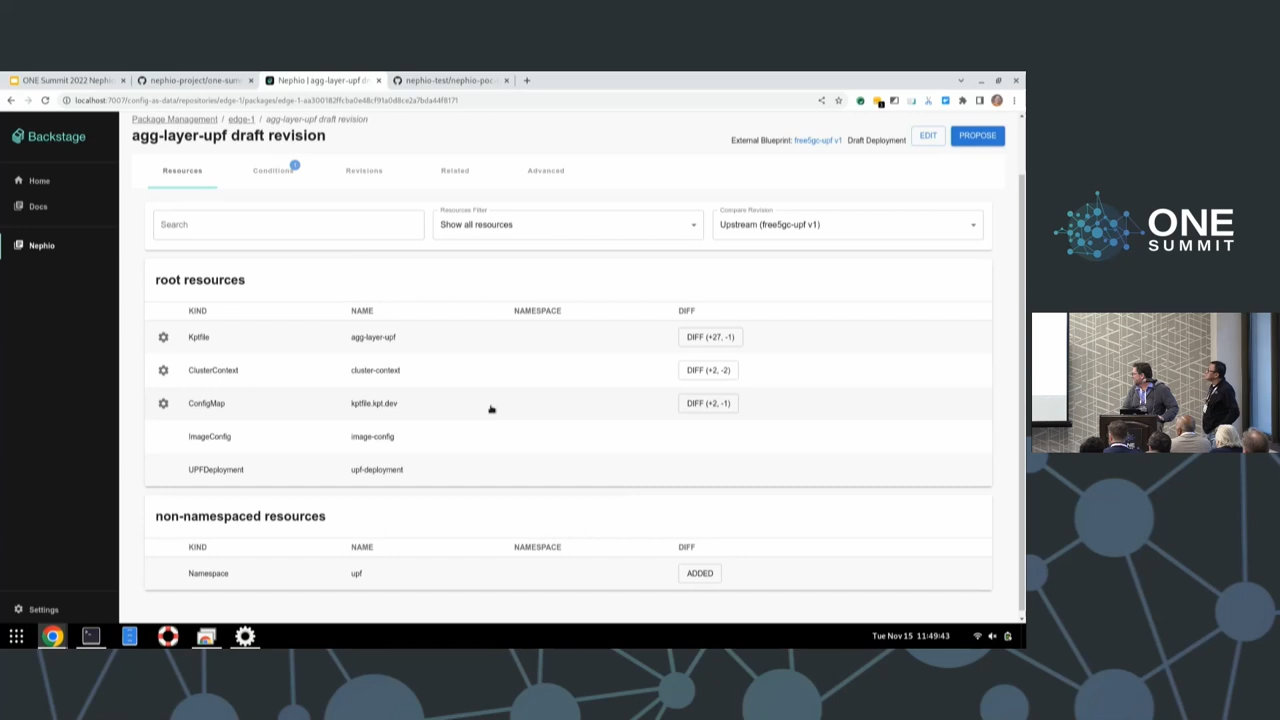 ONE Summit 2022 Nephi
nephio-project/one-sum
Nephio | agg-layer-upf dr
nephio-test/nephio-poc
localhost:7007/config-as-data/repositories/edge-1/packages/edge-1-aa300182ffcba0e48cf91a0d8ce2a7bda44f8171
Backstage
Home
Docs
Nephio
Settings
Package Management / edge-1 / agg-layer-upf draft revision
agg-layer-upf draft revision
External Blueprint: free5gc-upf v1 Draft Deployment EDIT PROPOSE
Resources Conditions Revisions Related Advanced
Search
Resources Filter
Show all resources
Compare Revision
Upstream (free5gc-upf v1)
root resources
KIND NAME NAMESPACE DIFF
Kptfile agg-layer-upf DIFF (+27, -1)
ClusterContext cluster-context DIFF (+2, -2)
ConfigMap kptfile.kpt.dev DIFF (+2, -1)
ImageConfig image-config
UPFDeployment upf-deployment
non-namespaced resources
KIND NAME NAMESPACE DIFF
Namespace upf ADDED
Tue Nov 15 11:49:43
ONE
SUMMIT